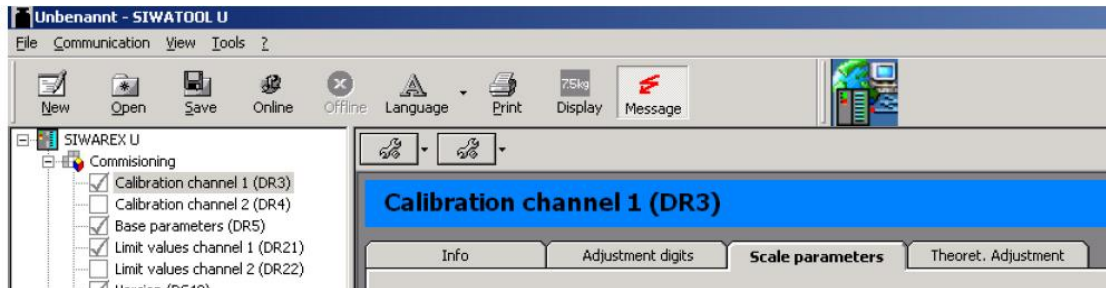 Unbenannt - SIWATOOL U
File Communication View Tools ?
New Open Save Online Offline Language Print Display Message
7.5kg
SIWAREX U
Commisioning
Calibration channel 1 (DR3)
Calibration channel 2 (DR4)
Base parameters (DR5)
Limit values channel 1 (DR21)
Limit values channel 2 (DR22)
Calibration channel 1 (DR3)
Info Adjustment digits Scale parameters Theoret. Adjustment